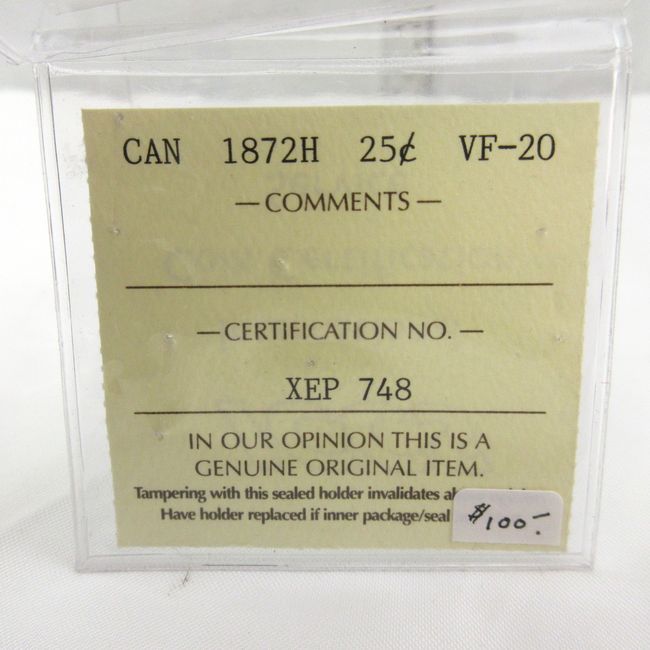 CAN 1872H 25¢ VF-20
— COMMENTS —
— CERTIFICATION NO. —
XEP 748
IN OUR OPINION THIS IS A
GENUINE ORIGINAL ITEM.
Tampering with this sealed holder invalidates
Have holder replaced if inner package/seal
$100.-